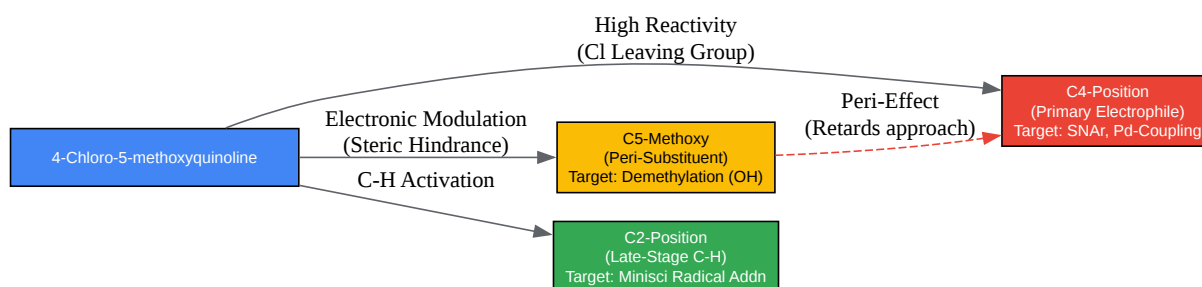 High Reactivity
(Cl Leaving Group)
C4-Position
(Primary Electrophile)
Target: SNAr, Pd-Coupling
Peri-Effect
(Retards approach)
Electronic Modulation
(Steric Hindrance)
4-Chloro-5-methoxyquinoline
C5-Methoxy
(Peri-Substituent)
Target: Demethylation (OH)
C-H Activation
C2-Position
(Late-Stage C-H)
Target: Minisci Radical Addn